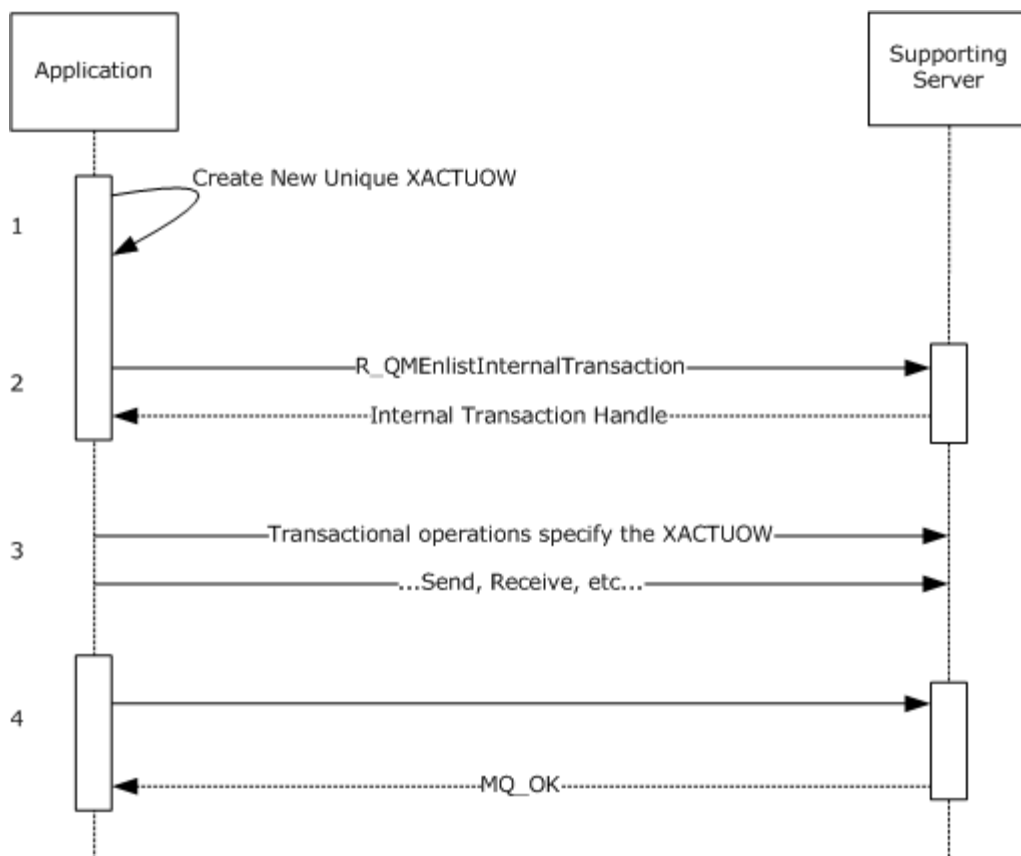 Application
Supporting
Server
Create New Unique XACTUOW
1
R_QMEnlistInternalTransaction
2
Internal Transaction Handle
Transactional operations specify the XACTUOW
3
...Send, Receive, etc...
4
MQ_OK